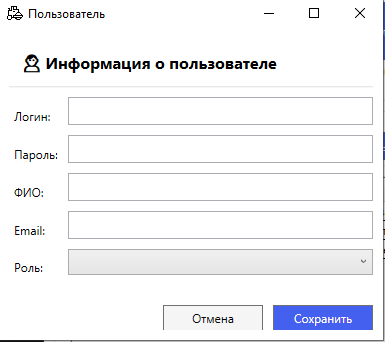 Пользователь
Информация о пользователе
Логин:
Пароль:
ФИО:
Email:
Роль:
Отмена
Сохранить